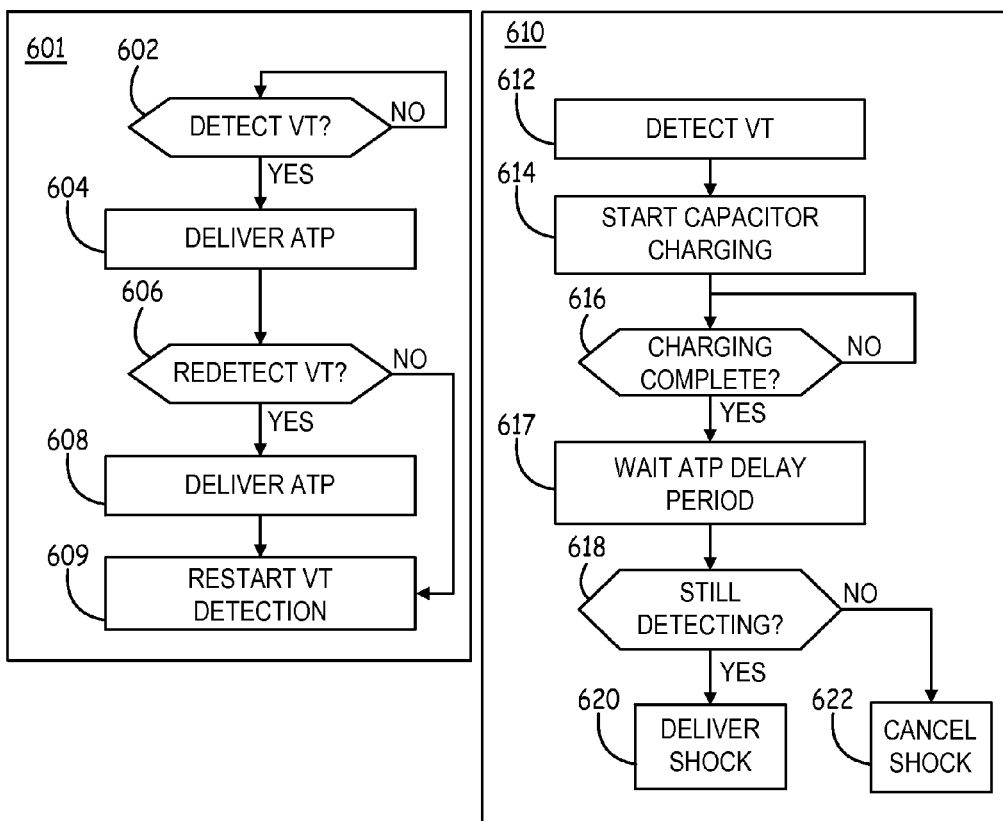 601
602
DETECT VT?
NO
YES
604
DELIVER ATP
606
REDETECT VT?
NO
YES
608
DELIVER ATP
609
RESTART VT
DETECTION
610
612
DETECT VT
614
START CAPACITOR
CHARGING
616
CHARGING
COMPLETE?
NO
YES
617
WAIT ATP DELAY
PERIOD
618
STILL
DETECTING?
NO
YES
620
DELIVER
SHOCK
622
CANCEL
SHOCK